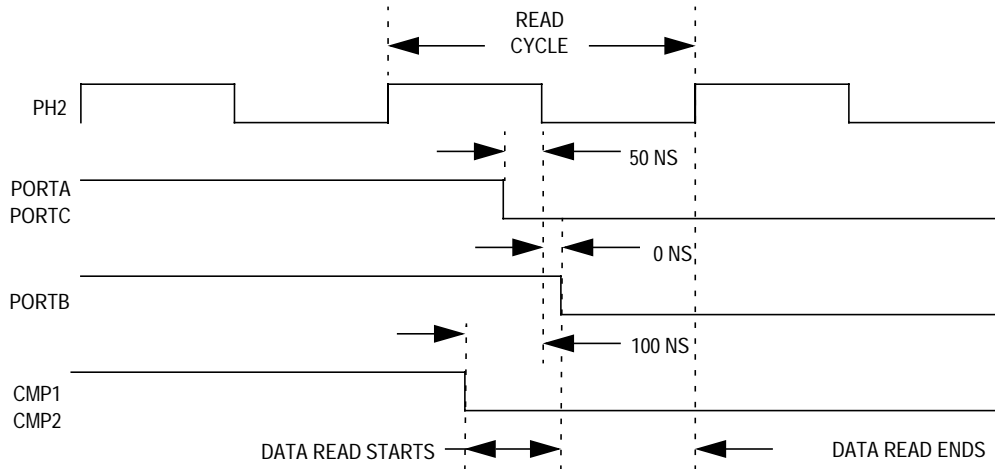 READ
CYCLE
PH2
50 NS
PORTA
PORTC
0 NS
PORTB
100 NS
CMP1
CMP2
DATA READ STARTS
DATA READ ENDS